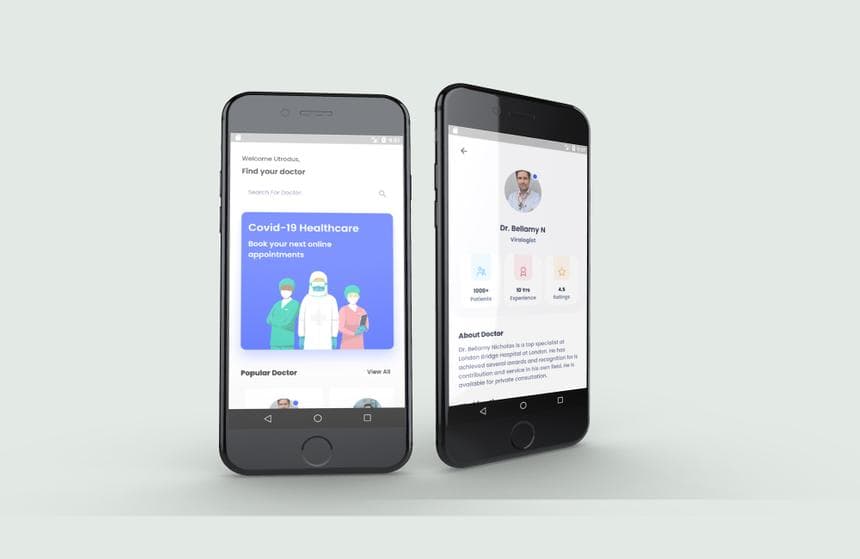 Welcome Utrodus,
Find your doctor
Search For Doctor
Covid-19 Healthcare
Book your next online
appointments
Popular Doctor
View All
Dr. Bellamy N
Virologist
1000+
Patients
10 Yrs
Experience
4.5
Ratings
About Doctor
Dr. Bellamy Nicholas is a top specialist at
London Bridge Hospital at London. He has
achieved several awards and recognition for is
contribution and service in his own field. He is
available for private consultation.